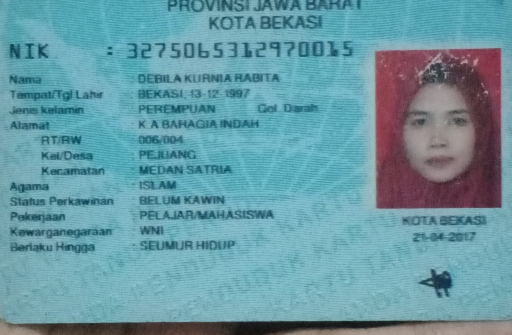 PROVINSI JAWA BARAT
KOTA BEKASI
NIK : 3275065312970015
Nama : DEBILA KURNIA RABITA
Tempat/Tgl Lahir : BEKASI, 13-12-1997
Jenis kelamin : PEREMPUAN Gol. Darah
Alamat : K.A BAHAGIA INDAH
RT/RW : 006/004
Kel/Desa : PEJUANG
Kecamatan : MEDAN SATRIA
Agama : ISLAM
Status Perkawinan : BELUM KAWIN
Pekerjaan : PELAJAR/MAHASISWA
Kewarganegaraan : WNI
Berlaku Hingga : SEUMUR HIDUP
KOTA BEKASI
21-04-2017